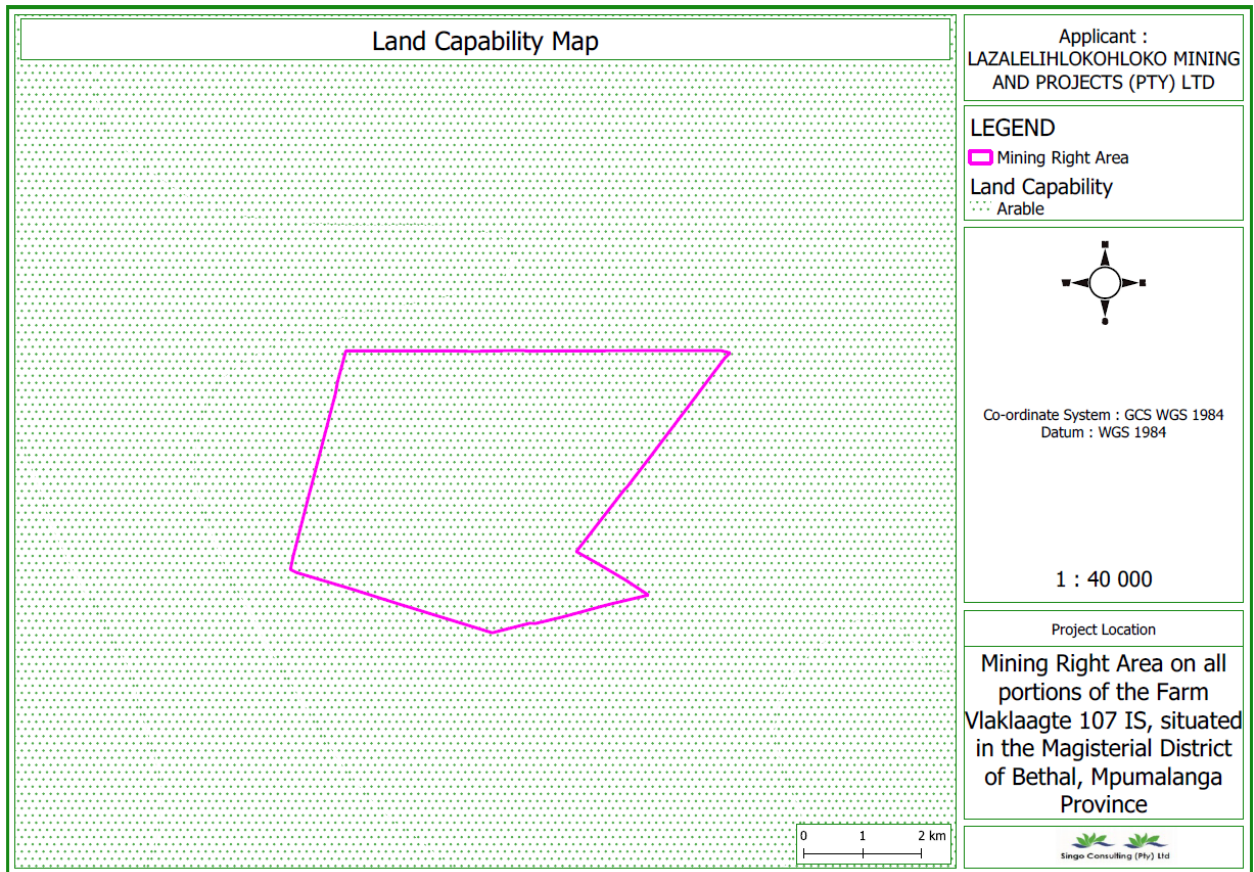 Land Capability Map
Applicant :
LAZALELIHLOKOHLOKO MINING
AND PROJECTS (PTY) LTD
LEGEND
Mining Right Area
Land Capability
Arable
Co-ordinate System : GCS WGS 1984
Datum : WGS 1984
1 : 40 000
Project Location
Mining Right Area on all
portions of the Farm
Vlaklaagte 107 IS, situated
in the Magisterial District
of Bethal, Mpumalanga
Province
0 1 2 km
Singo Consulting (Pty) Ltd